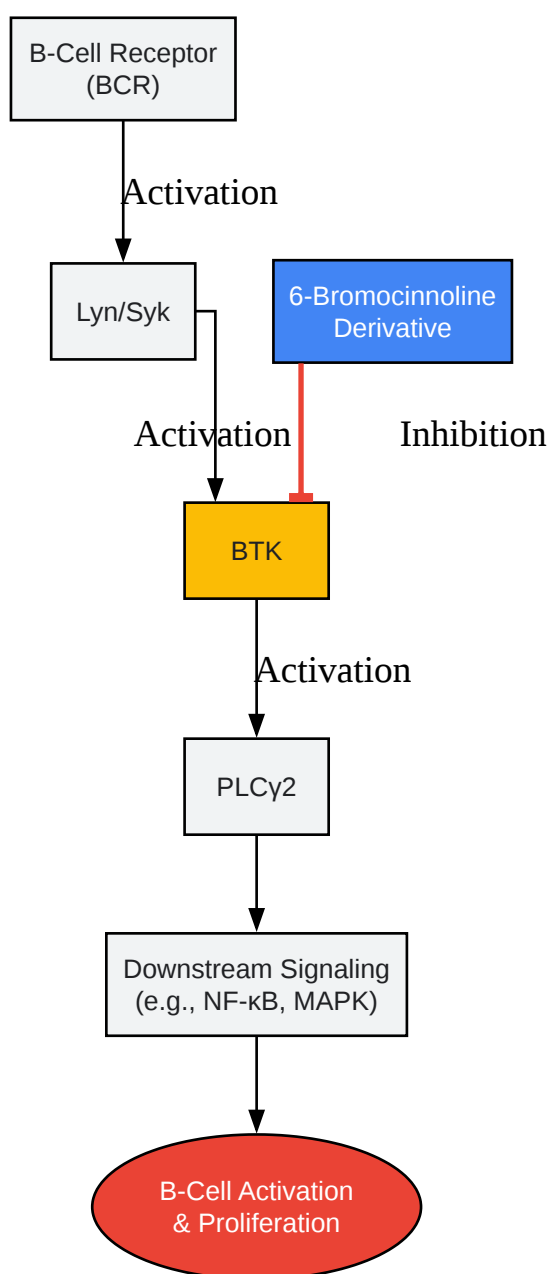 B-Cell Receptor
(BCR)
Activation
Lyn/Syk
6-Bromocinnoline
Derivative
Activation
Inhibition
BTK
Activation
PLCγ2
Downstream Signaling
(e.g., NF-κB, MAPK)
B-Cell Activation
& Proliferation